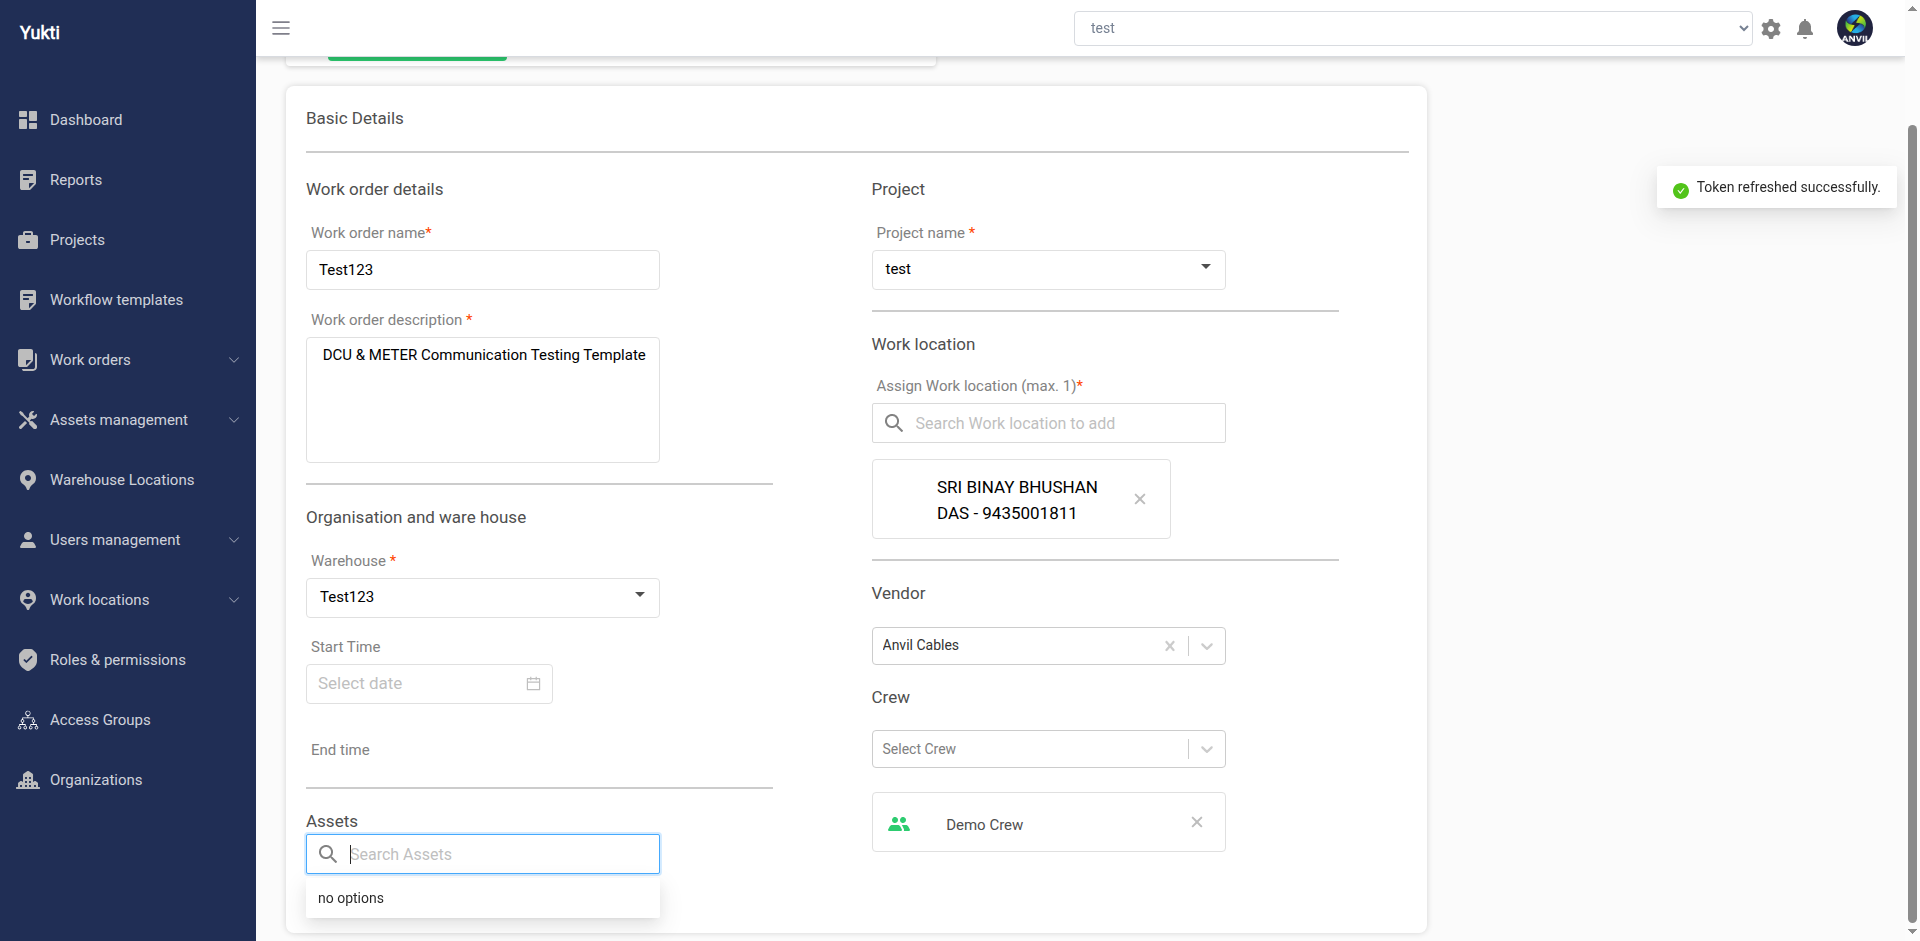 Yukti
test
ANVIL
Dashboard
Reports
Projects
Workflow templates
Work orders
Assets management
Warehouse Locations
Users management
Work locations
Roles & permissions
Access Groups
Organizations
Token refreshed successfully.
Basic Details
Work order details
Work order name*
Test123
Work order description *
DCU & METER Communication Testing Template
Organisation and ware house
Warehouse *
Test123
Start Time
Select date
End time
Assets
Search Assets
no options
Project
Project name *
test
Work location
Assign Work location (max. 1)*
Search Work location to add
SRI BINAY BHUSHAN
DAS - 9435001811
Vendor
Anvil Cables
Crew
Select Crew
Demo Crew